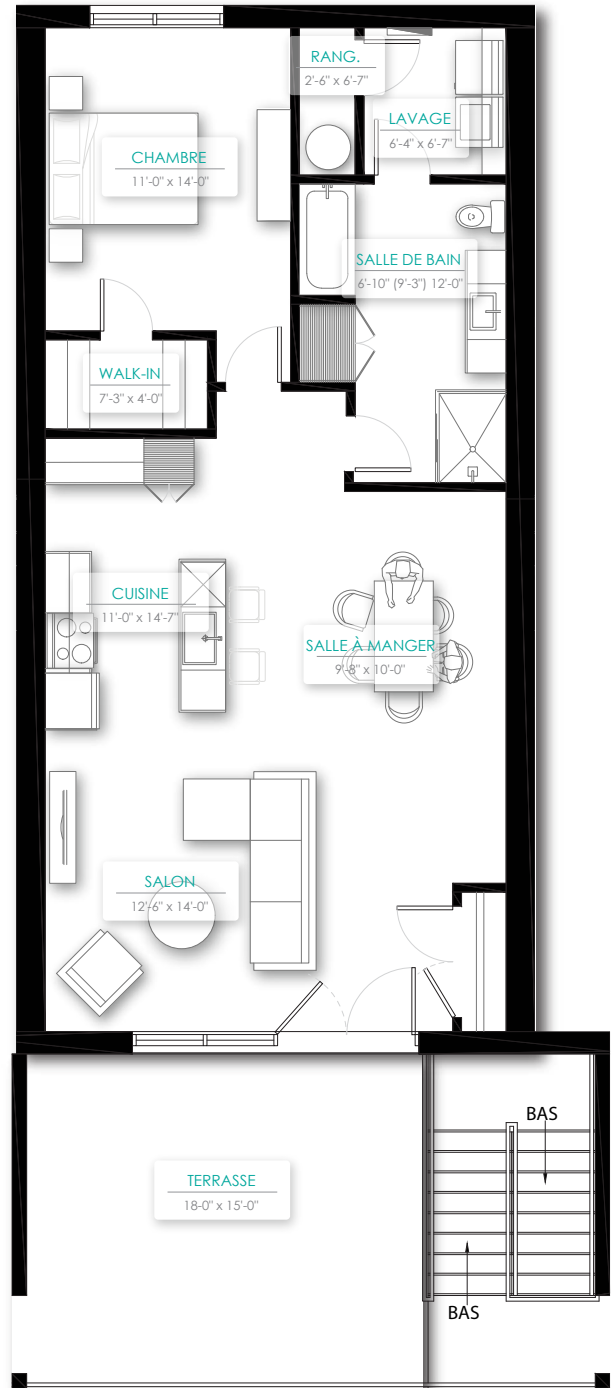 RANG.
2'-6" x 6'-7"
LAVAGE
6'-4" x 6'-7"
CHAMBRE
11'-0" x 14'-0"
SALLE DE BAIN
6'-10" (9'-3") 12'-0"
WALK-IN
7'-3" x 4'-0"
CUISINE
11'-0" x 14'-7"
SALLE À MANGER
9'-8" x 10'-0"
SALON
12'-6" x 14'-0"
TERRASSE
18-0" x 15'-0"
BAS
BAS